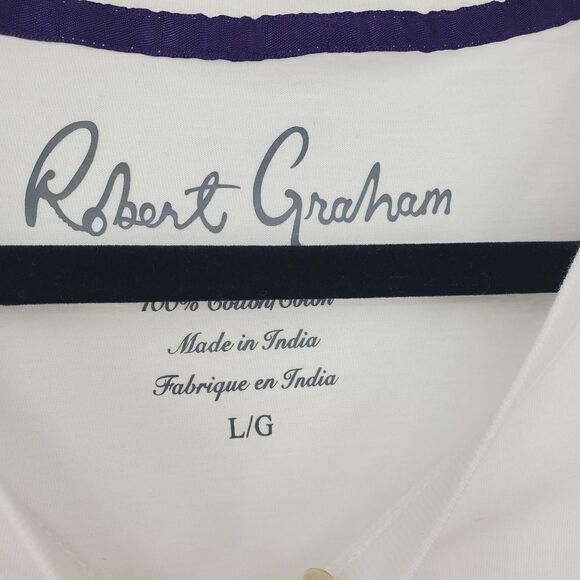 Robert Graham
100% Cotton/Coton
Made in India
Fabrique en India
L/G